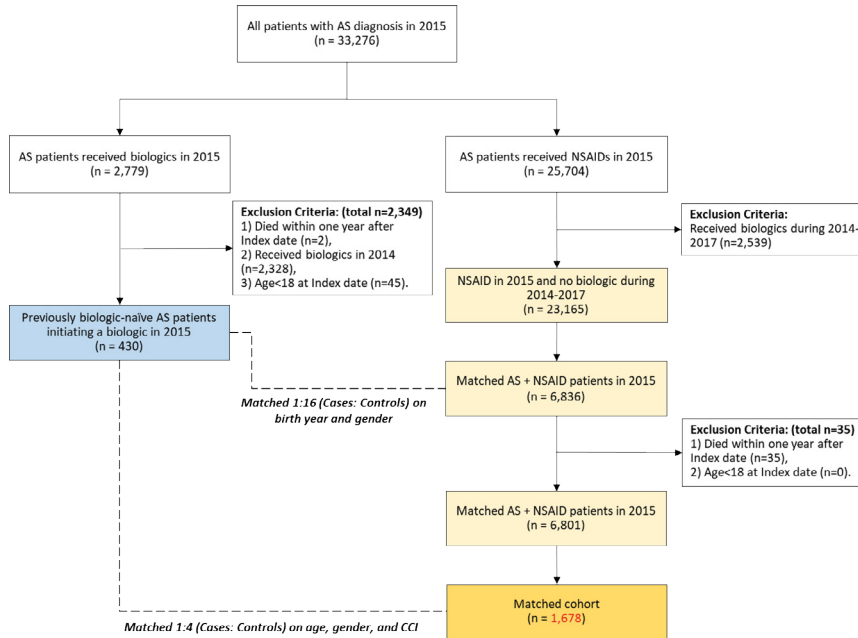 All patients with AS diagnosis in 2015
(n = 33,276)
AS patients received biologics in 2015
(n = 2,779)
AS patients received NSAIDs in 2015
(n = 25,704)
Exclusion Criteria: (total n=2,349)
1) Died within one year after
Index date (n=2),
2) Received biologics in 2014
(n=2,328),
3) Age<18 at Index date (n=45).
Exclusion Criteria:
Received biologics during 2014-
2017 (n=2,539)
NSAID in 2015 and no biologic during
2014-2017
(n = 23,165)
Previously biologic-naïve AS patients
initiating a biologic in 2015
(n = 430)
Matched AS + NSAID patients in 2015
(n = 6,836)
Matched 1:16 (Cases: Controls) on
birth year and gender
Exclusion Criteria: (total n=35)
1) Died within one year after
Index date (n=35),
2) Age<18 at Index date (n=0).
Matched AS + NSAID patients in 2015
(n = 6,801)
Matched cohort
(n = 1,678)
Matched 1:4 (Cases: Controls) on age, gender, and CCI